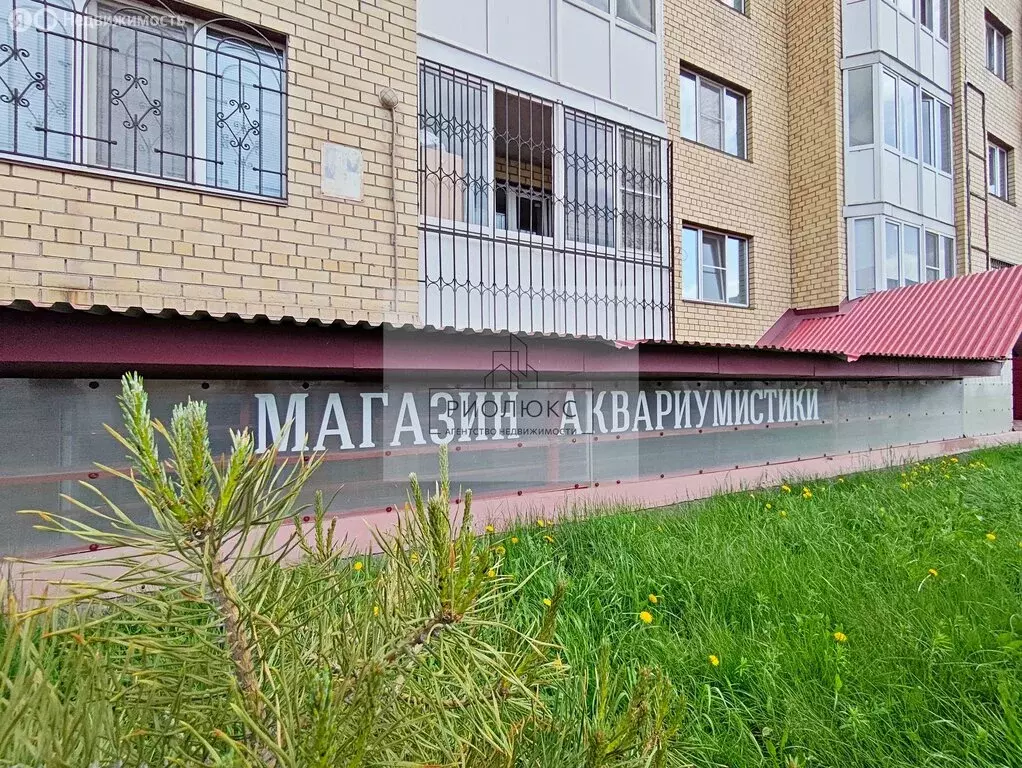 Недвижимость
МАГАЗИН АКВАРИУМИСТИКИ
РИОЛЮКС
АГЕНТСТВО НЕДВИЖИМОСТИ